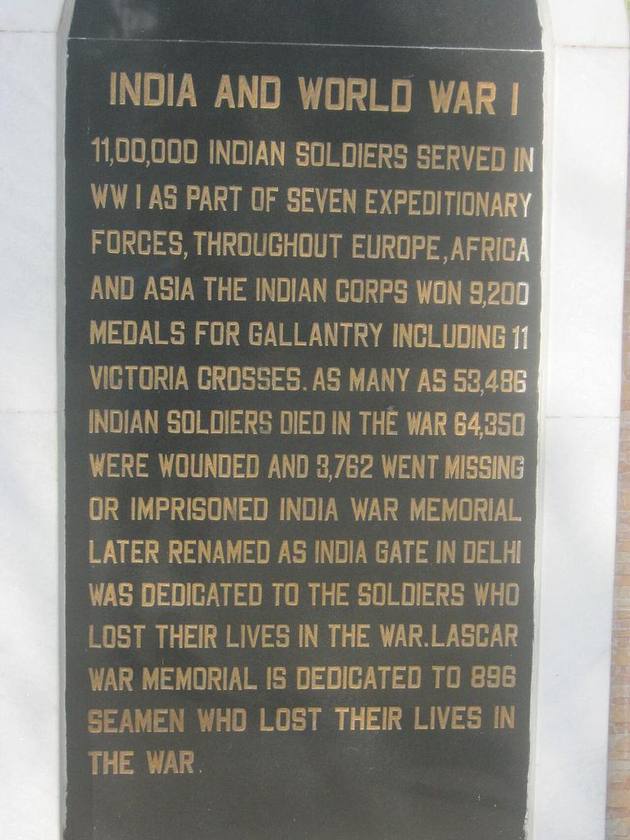 INDIA AND WORLD WAR I
11,00,000 INDIAN SOLDIERS SERVED IN
WW I AS PART OF SEVEN EXPEDITIONARY
FORCES, THROUGHOUT EUROPE, AFRICA
AND ASIA THE INDIAN CORPS WON 9,200
MEDALS FOR GALLANTRY INCLUDING 11
VICTORIA CROSSES. AS MANY AS 53,486
INDIAN SOLDIERS DIED IN THE WAR 64,350
WERE WOUNDED AND 3,762 WENT MISSING
OR IMPRISONED INDIA WAR MEMORIAL
LATER RENAMED AS INDIA GATE IN DELHI
WAS DEDICATED TO THE SOLDIERS WHO
LOST THEIR LIVES IN THE WAR. LASCAR
WAR MEMORIAL IS DEDICATED TO 896
SEAMEN WHO LOST THEIR LIVES IN
THE WAR.